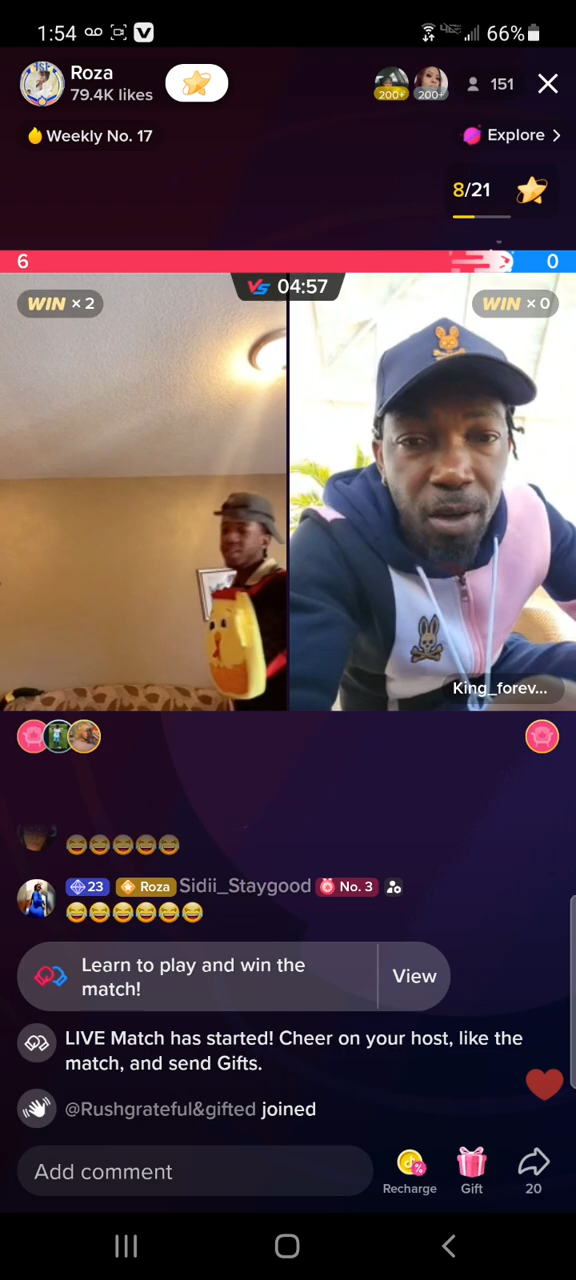 1:54
66%
Roza
79.4K likes
200+
200+
151
Weekly No. 17
Explore
8/21
6
0
VS 04:57
WIN × 2
WIN × 0
King_forev...
23 Roza Sidii_Staygood No. 3
Learn to play and win the
match!
View
LIVE Match has started! Cheer on your host, like the
match, and send Gifts.
@Rushgrateful&gifted joined
Add comment
Recharge
Gift
20